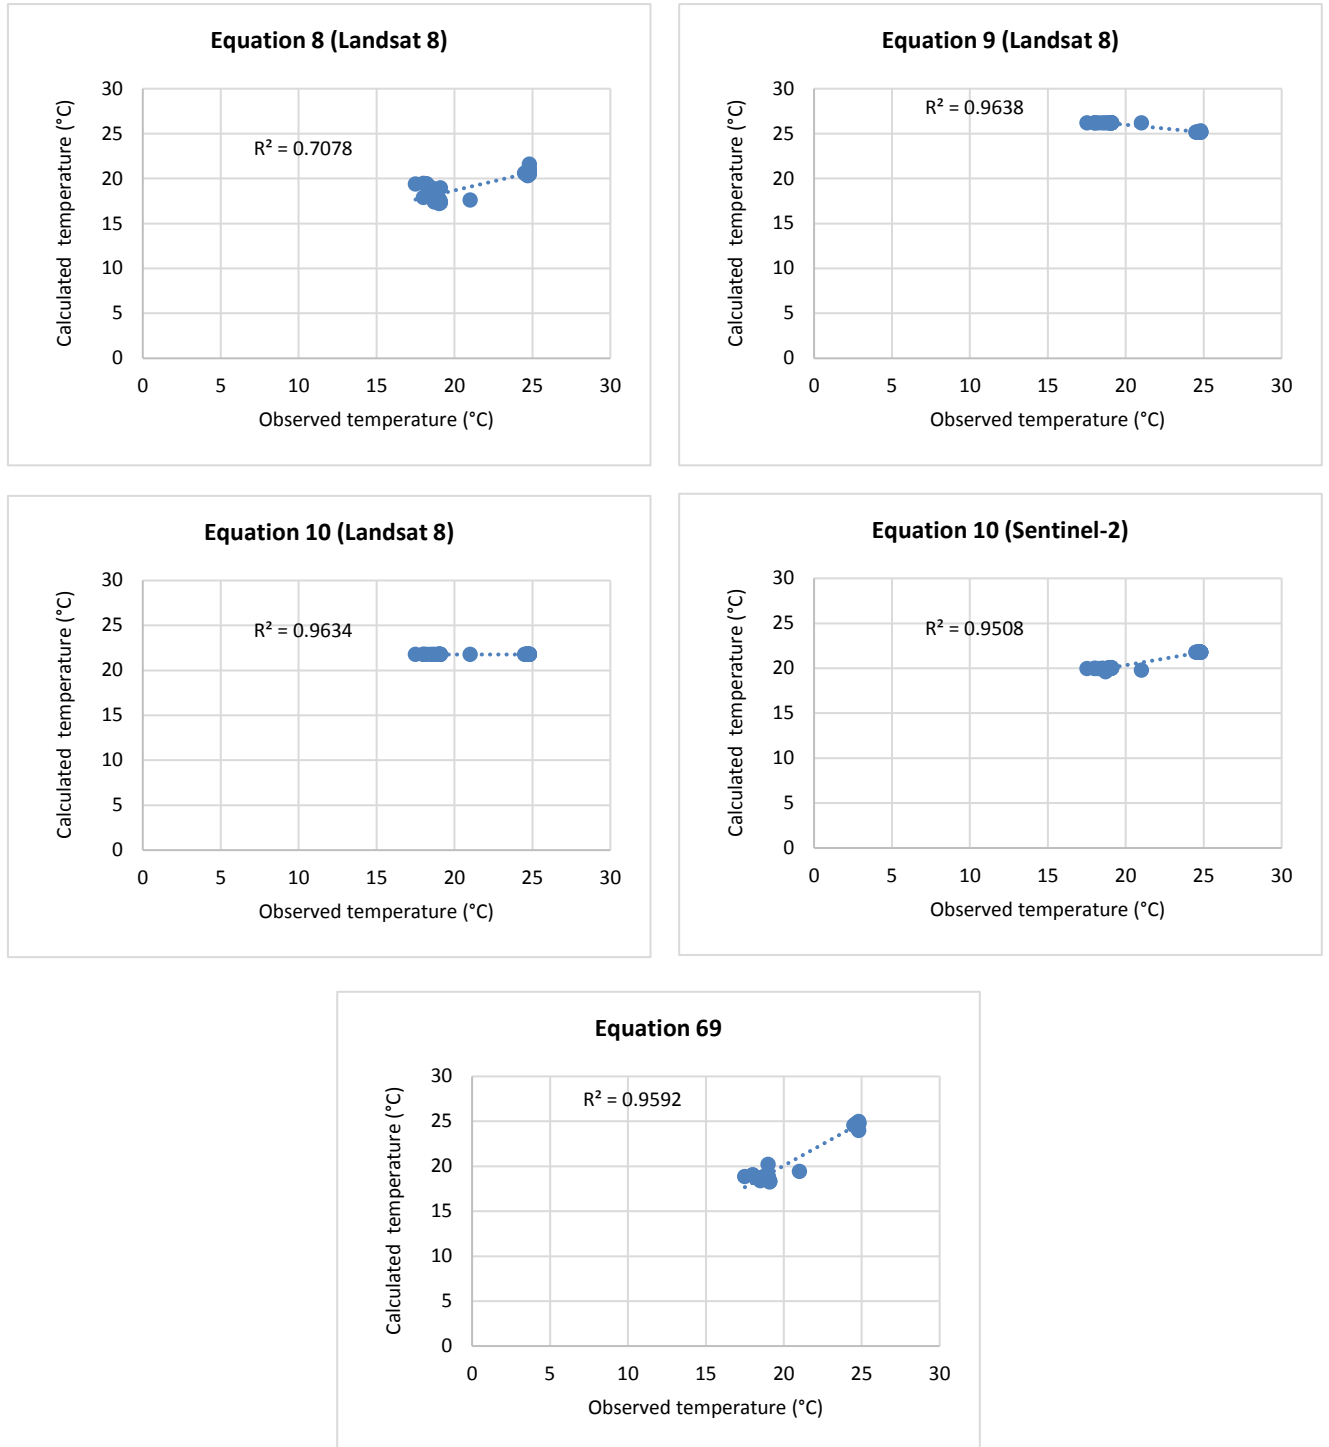 Equation 8 (Landsat 8)
R² = 0.7078
30
25
20
15
10
5
0
0 5 10 15 20 25 30
Calculated temperature (°C)
Observed temperature (°C)
Equation 9 (Landsat 8)
R² = 0.9638
30
25
20
15
10
5
0
0 5 10 15 20 25 30
Calculated temperature (°C)
Observed temperature (°C)
Equation 10 (Landsat 8)
R² = 0.9634
30
25
20
15
10
5
0
0 5 10 15 20 25 30
Calculated temperature (°C)
Observed temperature (°C)
Equation 10 (Sentinel-2)
R² = 0.9508
30
25
20
15
10
5
0
0 5 10 15 20 25 30
Calculated temperature (°C)
Observed temperature (°C)
Equation 69
R² = 0.9592
30
25
20
15
10
5
0
0 5 10 15 20 25 30
Calculated temperature (°C)
Observed temperature (°C)